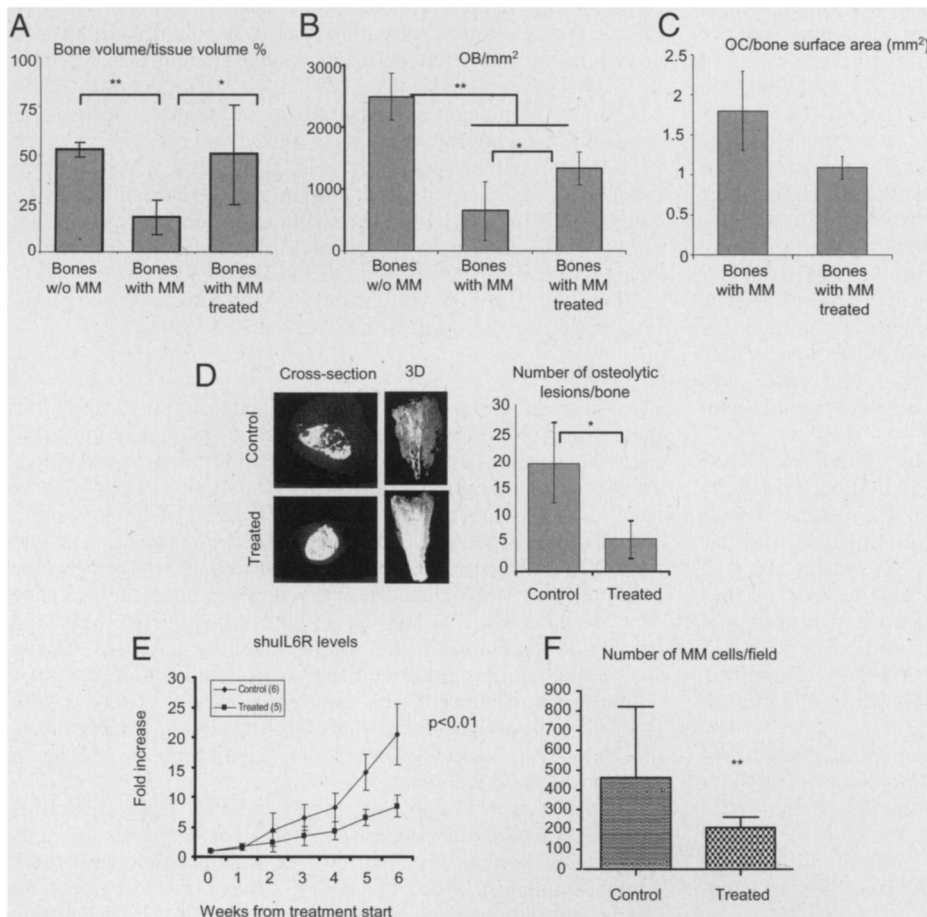 A
Bone volume/tissue volume %
100
75
50
25
0
**
*
Bones
w/o MM
Bones
with MM
Bones
with MM
treated
B
OB/mm²
3000
2000
1000
0
**
*
Bones
w/o MM
Bones
with MM
Bones
with MM
treated
C
OC/bone surface area (mm²)
2.5
2
1.5
1
0.5
0
Bones
with MM
Bones
with MM
treated
D
Cross-section
3D
Control
Treated
Number of osteolytic
lesions/bone
30
25
20
15
10
5
0
*
Control
Treated
E
shuIL6R levels
Fold increase
30
25
20
15
10
5
0
Control (6)
Treated (5)
p<0.01
0 1 2 3 4 5 6
Weeks from treatment start
F
Number of MM cells/field
900
800
700
600
500
400
300
200
100
0
**
Control
Treated